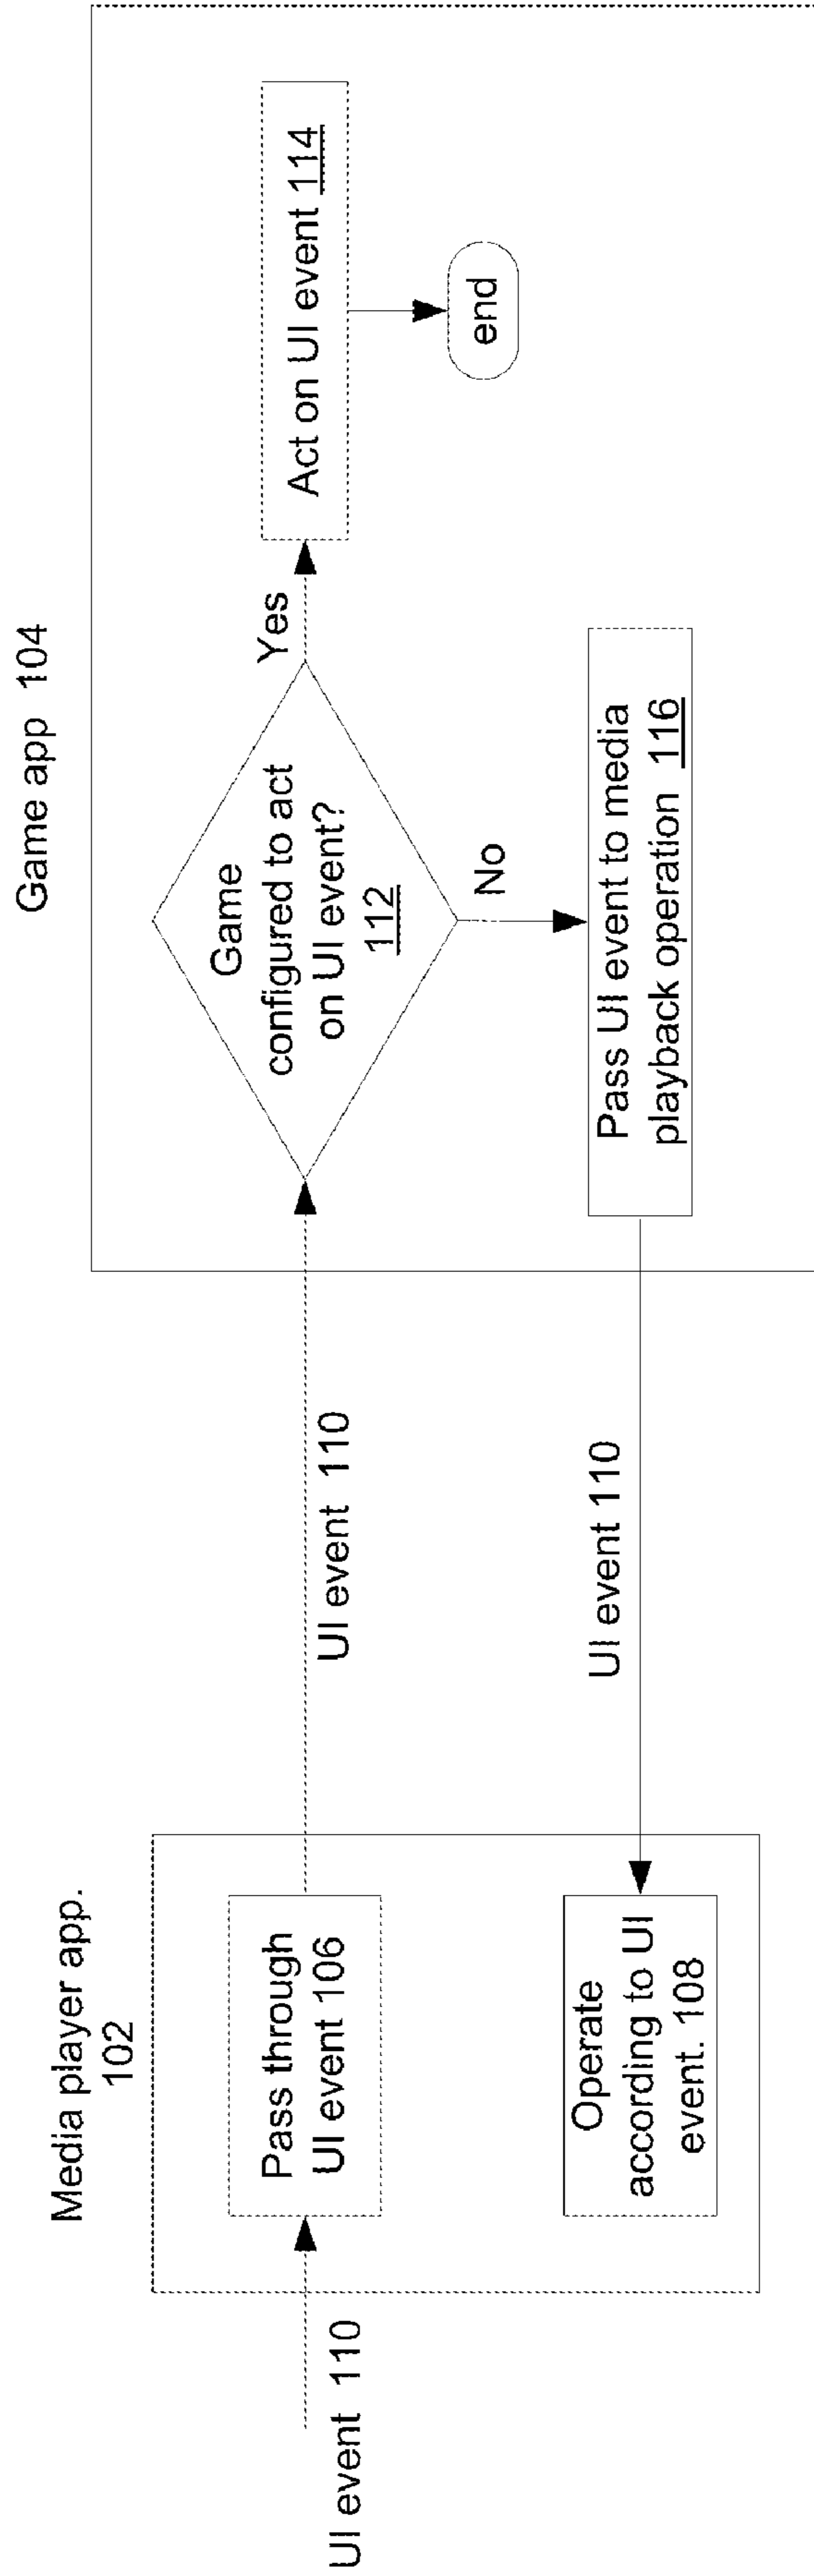 Game app 104
Media player app.
102
UI event 110
Pass through
UI event 106
UI event 110
Game
configured to act
on UI event?
112
Yes
Act on UI event 114
end
No
Pass UI event to media
playback operation 116
UI event 110
Operate
according to UI
event. 108